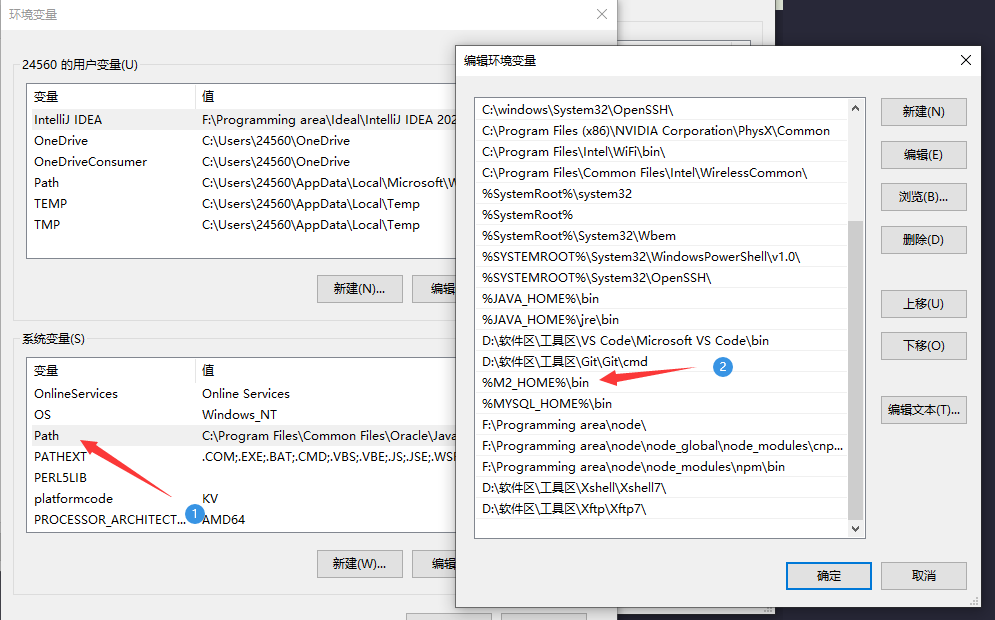 环境变量
24560 的用户变量(U)
变量 值
IntelliJ IDEA F:\Programming area\Ideal\IntelliJ IDEA 202
OneDrive C:\Users\24560\OneDrive
OneDriveConsumer C:\Users\24560\OneDrive
Path C:\Users\24560\AppData\Local\Microsoft\W
TEMP C:\Users\24560\AppData\Local\Temp
TMP C:\Users\24560\AppData\Local\Temp
新建(N)... 编辑
系统变量(S)
变量 值
OnlineServices Online Services
OS Windows_NT
Path C:\Program Files\Common Files\Oracle\Java
PATHEXT .COM;.EXE;.BAT;.CMD;.VBS;.VBE;.JS;.JSE;.WSF
PERL5LIB
platformcode KV
PROCESSOR_ARCHITECT... AMD64
1
新建(W)... 编辑
编辑环境变量
C:\windows\System32\OpenSSH\
C:\Program Files (x86)\NVIDIA Corporation\PhysX\Common
C:\Program Files\Intel\WiFi\bin\
C:\Program Files\Common Files\Intel\WirelessCommon\
%SystemRoot%\system32
%SystemRoot%
%SystemRoot%\System32\Wbem
%SYSTEMROOT%\System32\WindowsPowerShell\v1.0\
%SYSTEMROOT%\System32\OpenSSH\
%JAVA_HOME%\bin
%JAVA_HOME%\jre\bin
D:\软件区\工具区\VS Code\Microsoft VS Code\bin
D:\软件区\工具区\Git\Git\cmd
%M2_HOME%\bin
2
%MYSQL_HOME%\bin
F:\Programming area\node\
F:\Programming area\node\node_global\node_modules\cnp...
F:\Programming area\node\node_modules\npm\bin
D:\软件区\工具区\Xshell\Xshell7\
D:\软件区\工具区\Xftp\Xftp7\
新建(N)
编辑(E)
浏览(B)...
删除(D)
上移(U)
下移(O)
编辑文本(T)...
确定 取消